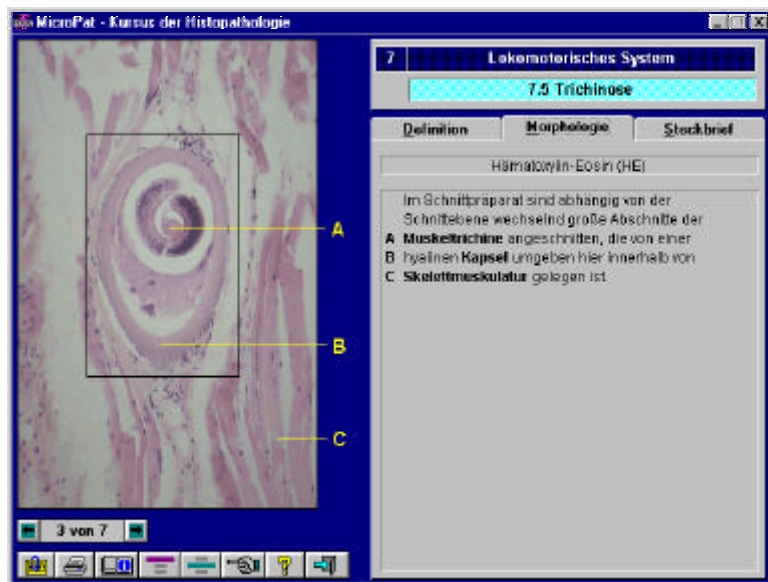 MicroPat - Kursus der Histopathologie
7 Lokomotorisches System
7.5 Trichinose
Definition Morphologie Steckbrief
Hämatoxylin-Eosin (HE)
Im Schnittpräparat sind abhängig von der
Schnittebene wechselnd große Abschnitte der
A Muskeltrichine angeschnitten, die von einer
B hyalinen Kapsel umgeben hier innerhalb von
C Skelettmuskulatur gelegen ist
A
B
C
3 von 7
?